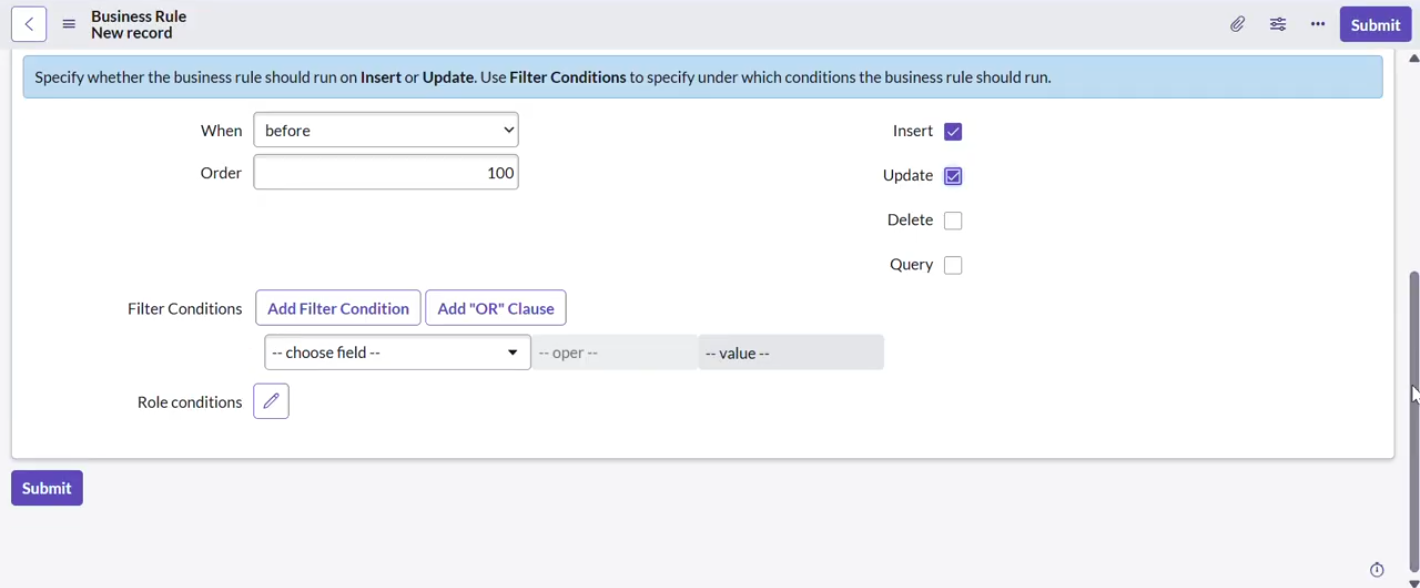 Business Rule
New record
Submit
Specify whether the business rule should run on Insert or Update. Use Filter Conditions to specify under which conditions the business rule should run.
When before
Insert
Order 100
Update
Delete
Query
Filter Conditions Add Filter Condition Add "OR" Clause
-- choose field -- -- oper -- -- value --
Role conditions
Submit